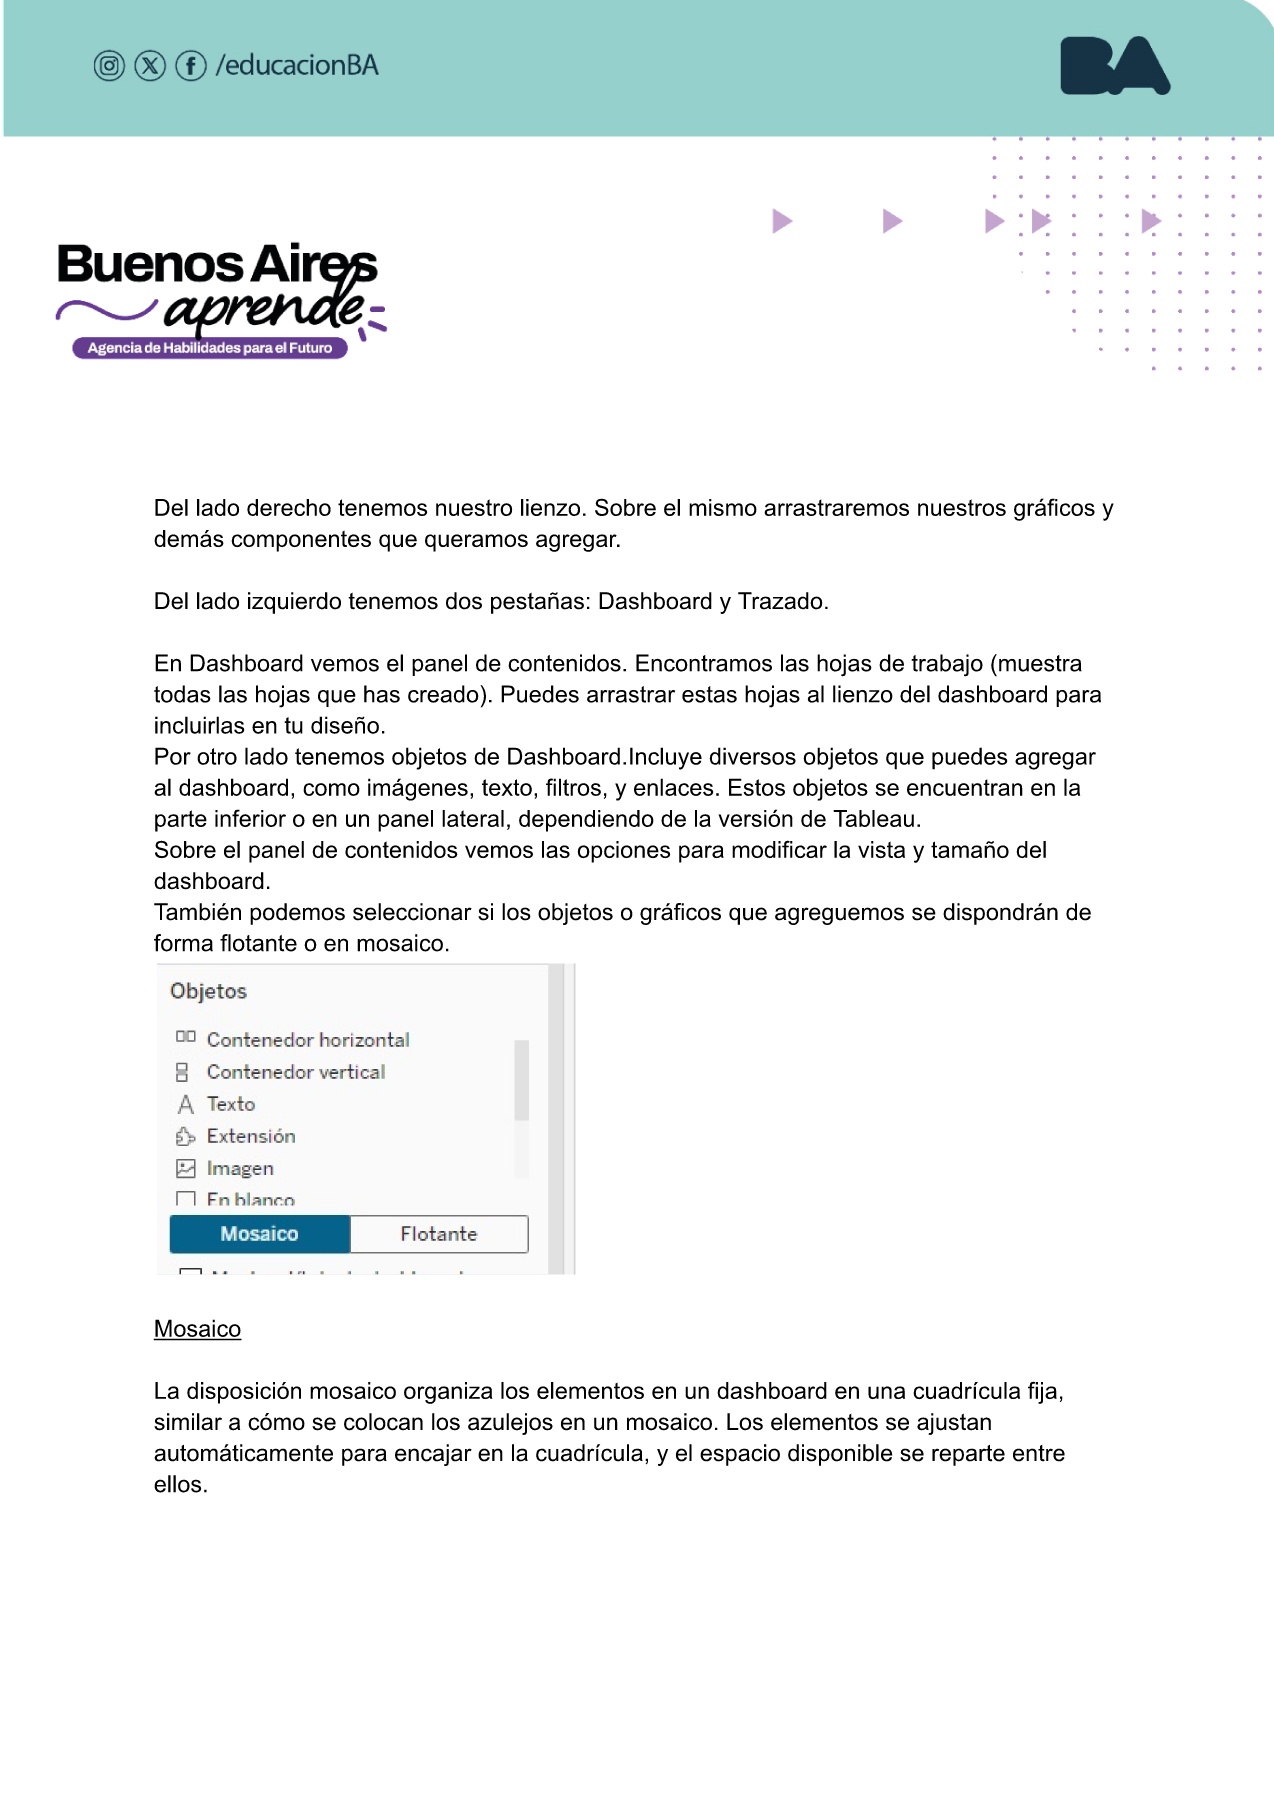 /educacionBA
BA
Buenos Aires
aprende
Agencia de Habilidades para el Futuro
Del lado derecho tenemos nuestro lienzo. Sobre el mismo arrastraremos nuestros gráficos y
demás componentes que queramos agregar.
Del lado izquierdo tenemos dos pestañas: Dashboard y Trazado.
En Dashboard vemos el panel de contenidos. Encontramos las hojas de trabajo (muestra
todas las hojas que has creado). Puedes arrastrar estas hojas al lienzo del dashboard para
incluirlas en tu diseño.
Por otro lado tenemos objetos de Dashboard.Incluye diversos objetos que puedes agregar
al dashboard, como imágenes, texto, filtros, y enlaces. Estos objetos se encuentran en la
parte inferior o en un panel lateral, dependiendo de la versión de Tableau.
Sobre el panel de contenidos vemos las opciones para modificar la vista y tamaño del
dashboard.
También podemos seleccionar si los objetos o gráficos que agreguemos se dispondrán de
forma flotante o en mosaico.
Objetos
Contenedor horizontal
Contenedor vertical
Texto
Extensión
Imagen
En blanco
Mosaico Flotante
Mosaico
La disposición mosaico organiza los elementos en un dashboard en una cuadrícula fija,
similar a cómo se colocan los azulejos en un mosaico. Los elementos se ajustan
automáticamente para encajar en la cuadrícula, y el espacio disponible se reparte entre
ellos.